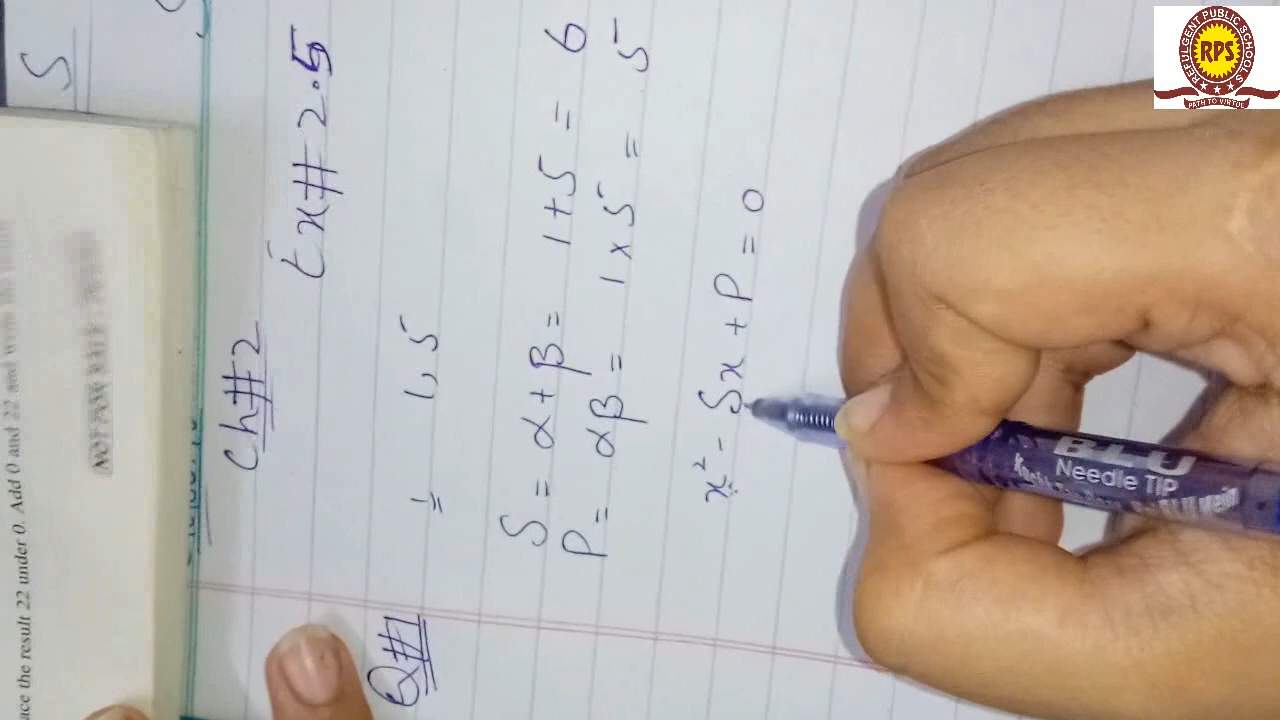 S
ace the result 22 under 0. Add 0 and 22 and write
Ch#2
Ex#2.5
Q#1
i 1, 5
S = α+β = 1+5 = 6
P = αβ = 1×5 = 5
x² - Sx + P = 0
BLU
Needle TIP
REFULGENT PUBLIC SCHOOLS
RPS
PATH TO VIRTUE